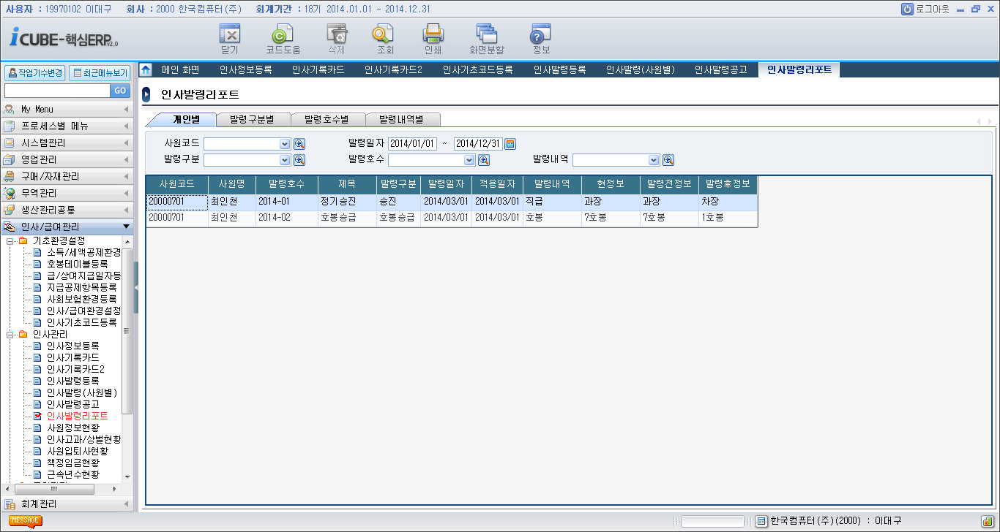 사용자 : 19970102 이대구 회사 : 2000 한국컴퓨터(주) 회계기간 : 18기 2014.01.01 ~ 2014.12.31 로그아웃
iCUBE-핵심ERP v2.0
닫기 코드도움 삭제 조회 인쇄 화면분할 정보
작업기수변경 최근메뉴보기
메인 화면 인사정보등록 인사기록카드 인사기록카드2 인사기초코드등록 인사발령등록 인사발령(사원별) 인사발령공고 인사발령리포트
GO
인사발령리포트
My Menu
프로세스별 메뉴
시스템관리
영업관리
구매/자재관리
무역관리
생산관리공통
인사/급여관리
기초환경설정
소득/세액공제환경
호봉테이블등록
급/상여지급일자등
지급공제항목등록
사회보험환경등록
인사/급여환경설정
인사기초코드등록
인사관리
인사정보등록
인사기록카드
인사기록카드2
인사발령등록
인사발령(사원별)
인사발령공고
인사발령리포트
사원정보현황
인사고과/상벌현황
사원입퇴사현황
책정임금현황
근속년수현황
회계관리
개인별 발령구분별 발령호수별 발령내역별
사원코드 발령일자 2014/01/01 ~ 2014/12/31
발령구분 발령호수 발령내역
사원코드 사원명 발령호수 제목 발령구분 발령일자 적용일자 발령내역 현정보 발령전정보 발령후정보
20000701 최인천 2014-01 정기승진 승진 2014/03/01 2014/03/01 직급 과장 과장 차장
20000701 최인천 2014-02 호봉승급 호봉승급 2014/03/01 2014/03/01 호봉 7호봉 7호봉 1호봉
MESSAGE
한국컴퓨터(주)(2000) : 이대구